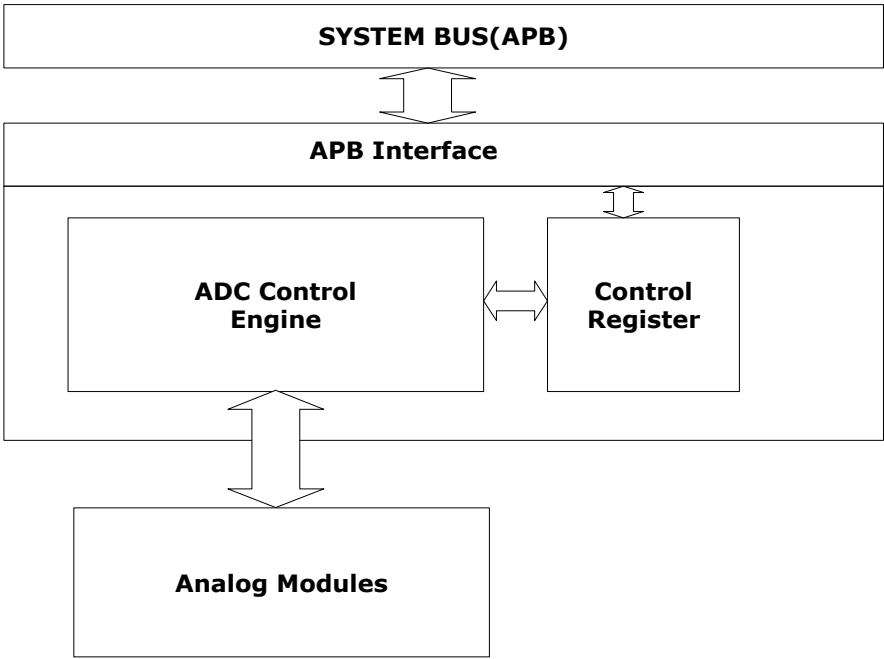 SYSTEM BUS(APB)
APB Interface
ADC Control
Engine
Control
Register
Analog Modules